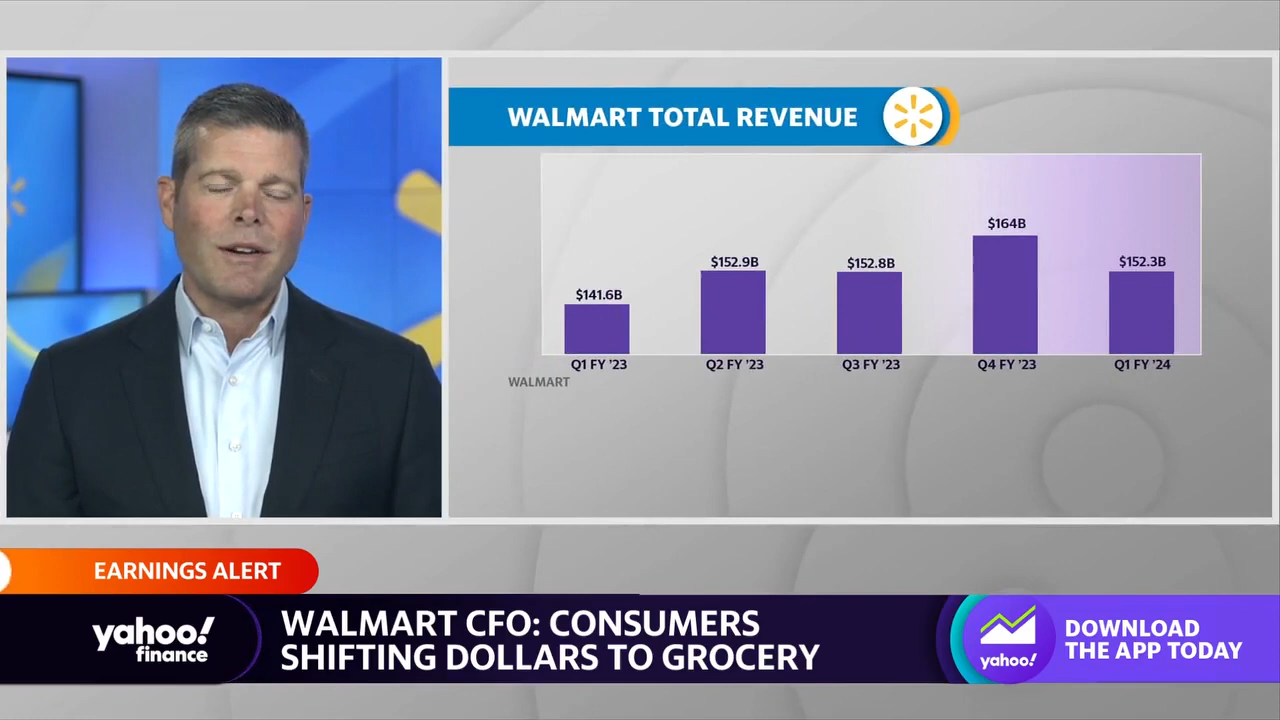 WALMART TOTAL REVENUE
$141.6B
$152.9B
$152.8B
$164B
$152.3B
Q1 FY '23
Q2 FY '23
Q3 FY '23
Q4 FY '23
Q1 FY '24
WALMART
EARNINGS ALERT
yahoo!
finance
WALMART CFO: CONSUMERS
SHIFTING DOLLARS TO GROCERY
yahoo!
DOWNLOAD
THE APP TODAY